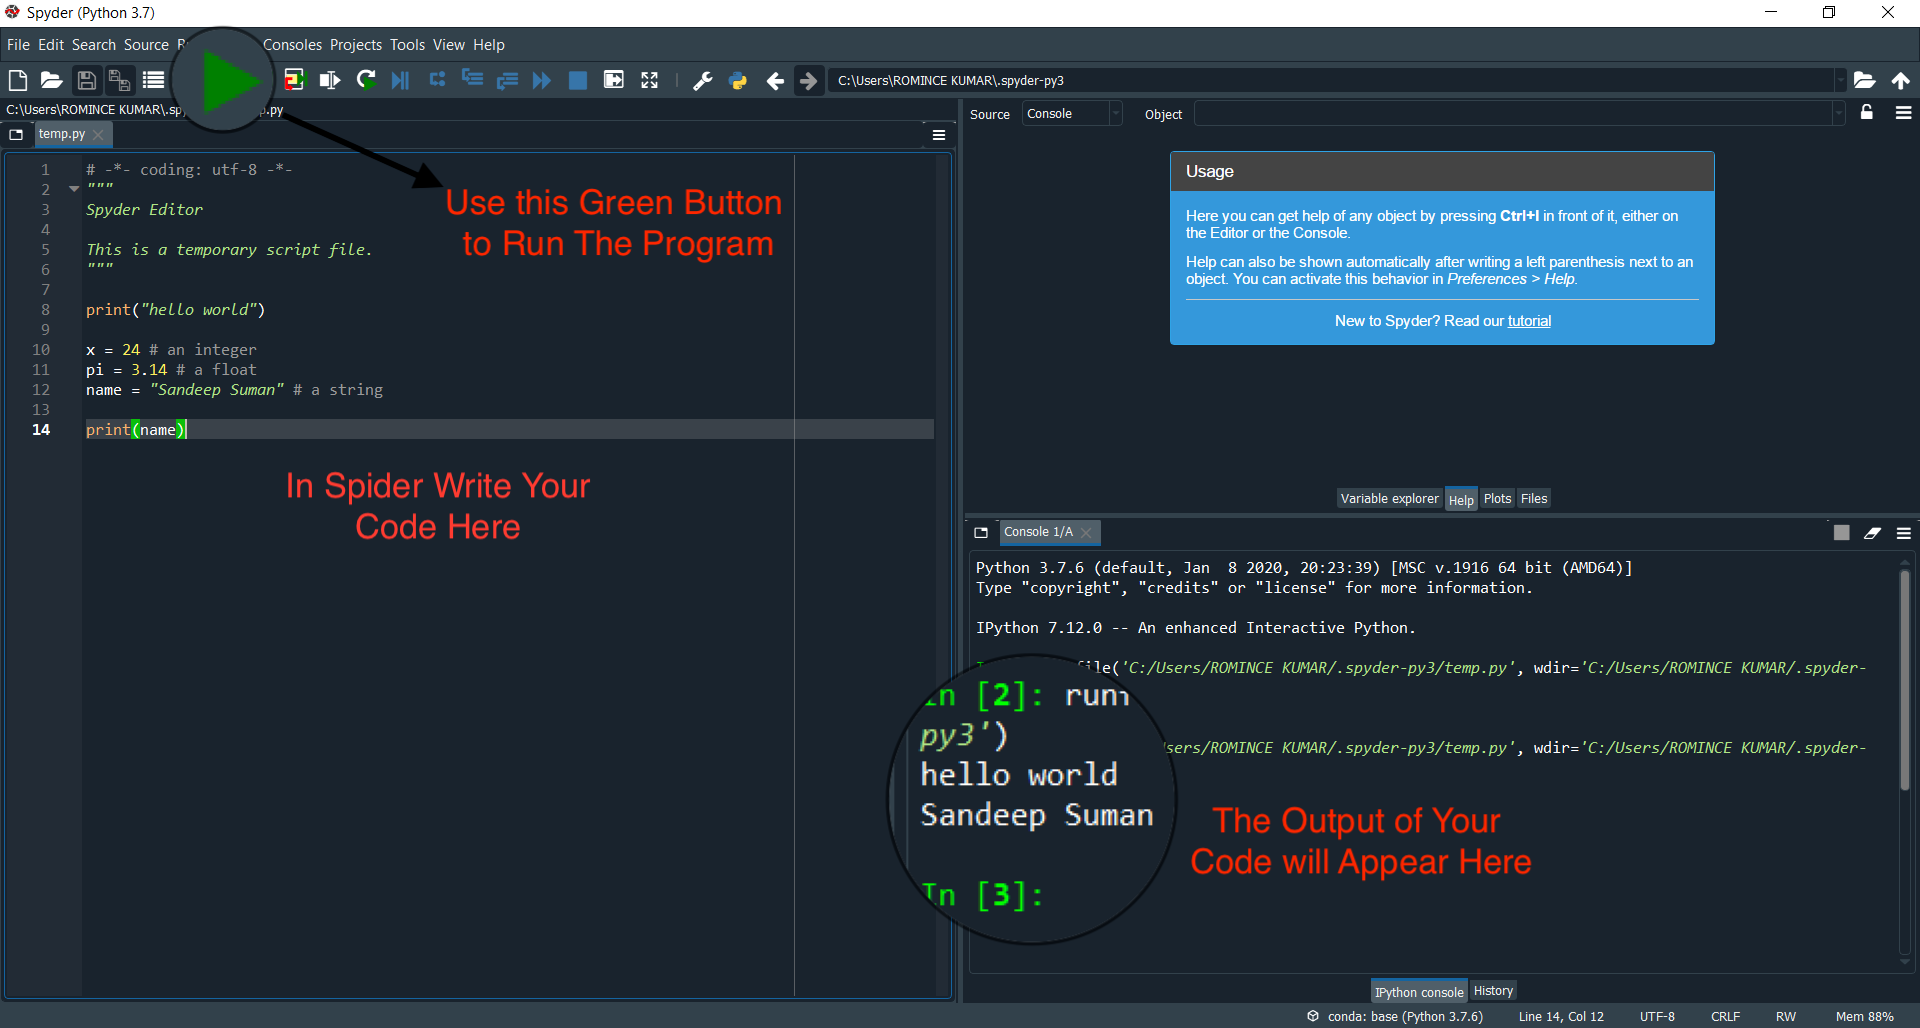 Spyder (Python 3.7)
File Edit Search Source Consoles Projects Tools View Help
C:\Users\ROMINCE KUMAR\.spyder-py3
C:\Users\ROMINCE KUMAR\.sp p.py
temp.py
1 # -*- coding: utf-8 -*-
2 """
3 Spyder Editor
4
5 This is a temporary script file.
6 """
7
8 print("hello world")
9
10 x = 24 # an integer
11 pi = 3.14 # a float
12 name = "Sandeep Suman" # a string
13
14 print(name)
Use this Green Button
to Run The Program
In Spider Write Your
Code Here
Source Console Object
Usage
Here you can get help of any object by pressing Ctrl+I in front of it, either on
the Editor or the Console.
Help can also be shown automatically after writing a left parenthesis next to an
object. You can activate this behavior in Preferences > Help.
New to Spyder? Read our tutorial
Variable explorer Help Plots Files
Console 1/A
Python 3.7.6 (default, Jan 8 2020, 20:23:39) [MSC v.1916 64 bit (AMD64)]
Type "copyright", "credits" or "license" for more information.
IPython 7.12.0 -- An enhanced Interactive Python.
file('C:/Users/ROMINCE KUMAR/.spyder-py3/temp.py', wdir='C:/Users/ROMINCE KUMAR/.spyder-
In [2]: run
py3')
sers/ROMINCE KUMAR/.spyder-py3/temp.py', wdir='C:/Users/ROMINCE KUMAR/.spyder-
hello world
Sandeep Suman
In [3]:
The Output of Your
Code will Appear Here
IPython console History
conda: base (Python 3.7.6) Line 14, Col 12 UTF-8 CRLF RW Mem 88%